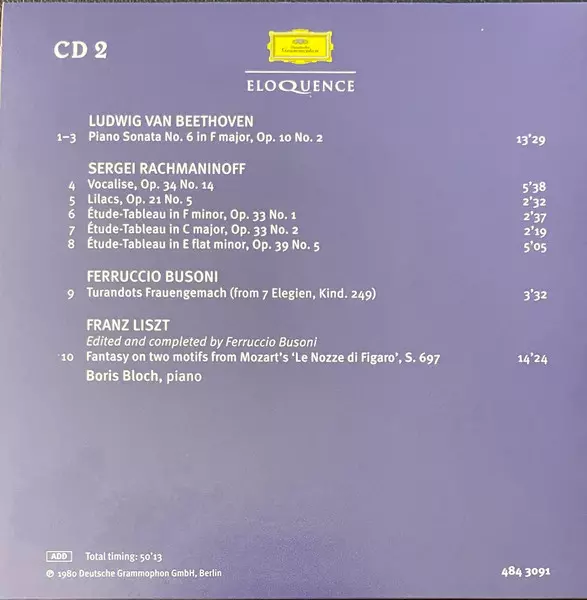 CD 2
Deutsche
Grammophon
ELOQUENCE
LUDWIG VAN BEETHOVEN
1–3 Piano Sonata No. 6 in F major, Op. 10 No. 2 13’29
SERGEI RACHMANINOFF
4 Vocalise, Op. 34 No. 14 5’38
5 Lilacs, Op. 21 No. 5 2’32
6 Étude-Tableau in F minor, Op. 33 No. 1 2’37
7 Étude-Tableau in C major, Op. 33 No. 2 2’19
8 Étude-Tableau in E flat minor, Op. 39 No. 5 5’05
FERRUCCIO BUSONI
9 Turandots Frauengemach (from 7 Elegien, Kind. 249) 3’32
FRANZ LISZT
Edited and completed by Ferruccio Busoni
10 Fantasy on two motifs from Mozart’s ‘Le Nozze di Figaro’, S. 697 14’24
Boris Bloch, piano
ADD Total timing: 50’13
℗ 1980 Deutsche Grammophon GmbH, Berlin 484 3091